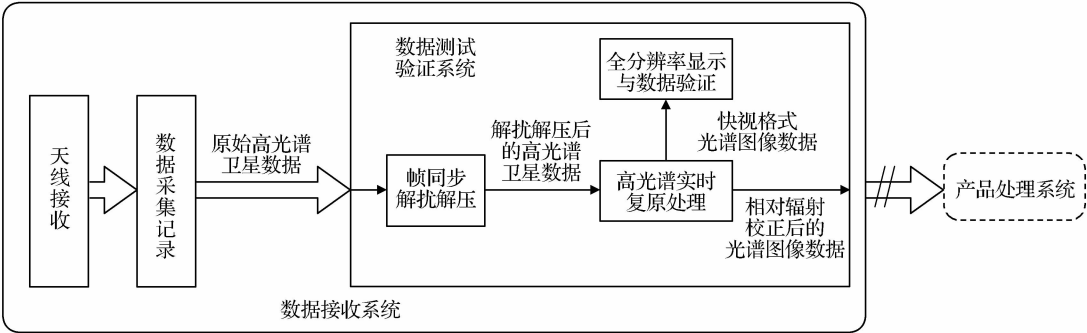 数据测试
验证系统
全分辨率显示
与数据验证
天线接收
数据采集记录
原始高光谱
卫星数据
帧同步
解扰解压
解扰解压后
的高光谱
卫星数据
快视格式
光谱图像数据
高光谱实时
复原处理
相对辐射
校正后的
光谱图像数据
产品处理系统
数据接收系统